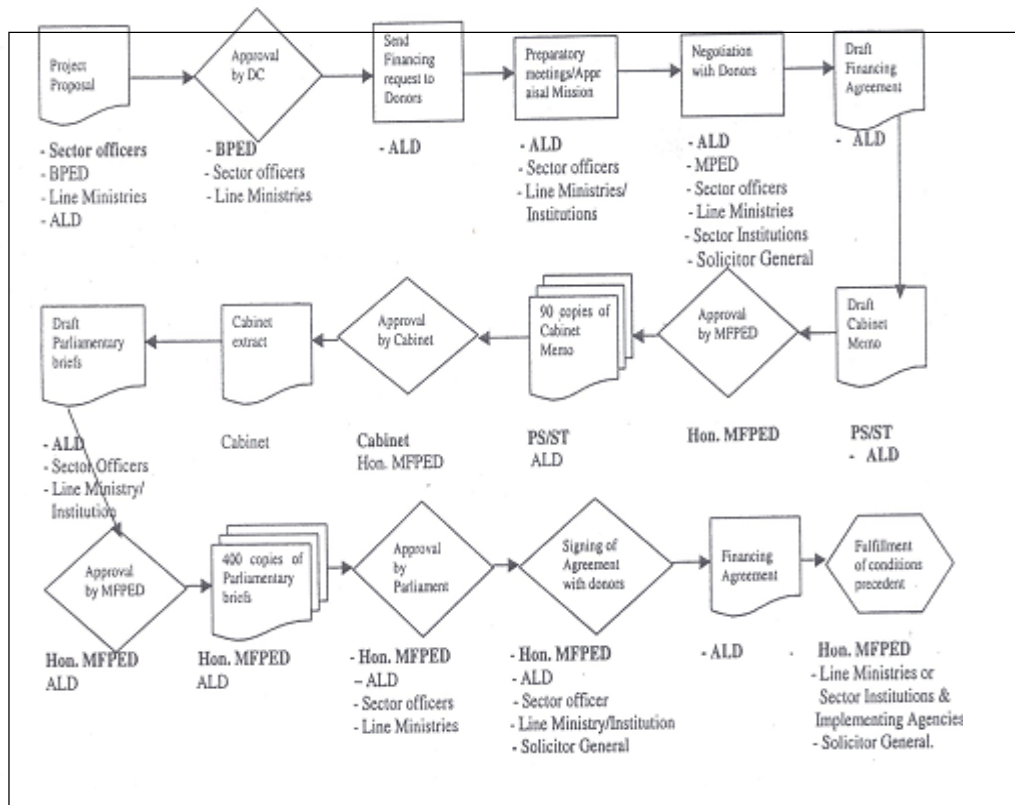 Project
Proposal
Approval
by DC
Send
Financing
request to
Donors
Preparatory
meetings/Appr
aisal Mission
Negotiation
with Donors
Draft
Financing
Agreement
- Sector officers
- BPED
- Line Ministries
- ALD
- BPED
- Sector officers
- Line Ministries
- ALD
- ALD
- Sector officers
- Line Ministries/
Institutions
- ALD
- MPED
- Sector officers
- Line Ministries
- Sector Institutions
- Solicitor General
- ALD
Draft
Cabinet
Memo
Approval
by MFPED
90 copies of
Cabinet
Memo
Approval
by Cabinet
Cabinet
extract
Draft
Parliamentary
briefs
PS/ST
- ALD
Hon. MFPED
PS/ST
ALD
Cabinet
Hon. MFPED
Cabinet
- ALD
- Sector Officers
- Line Ministry/
Institution
Approval
by MFPED
400 copies of
Parliamentary
briefs
Approval
by
Parliament
Signing of
Agreement
with donors
Financing
Agreement
Fulfillment
of conditions
precedent
Hon. MFPED
ALD
Hon. MFPED
ALD
- Hon. MFPED
- ALD
- Sector officers
- Line Ministries
- Hon. MFPED
- ALD
- Sector officer
- Line Ministry/Institution
- Solicitor General
- ALD
Hon. MFPED
- Line Ministries or
Sector Institutions &
Implementing Agencies
- Solicitor General.